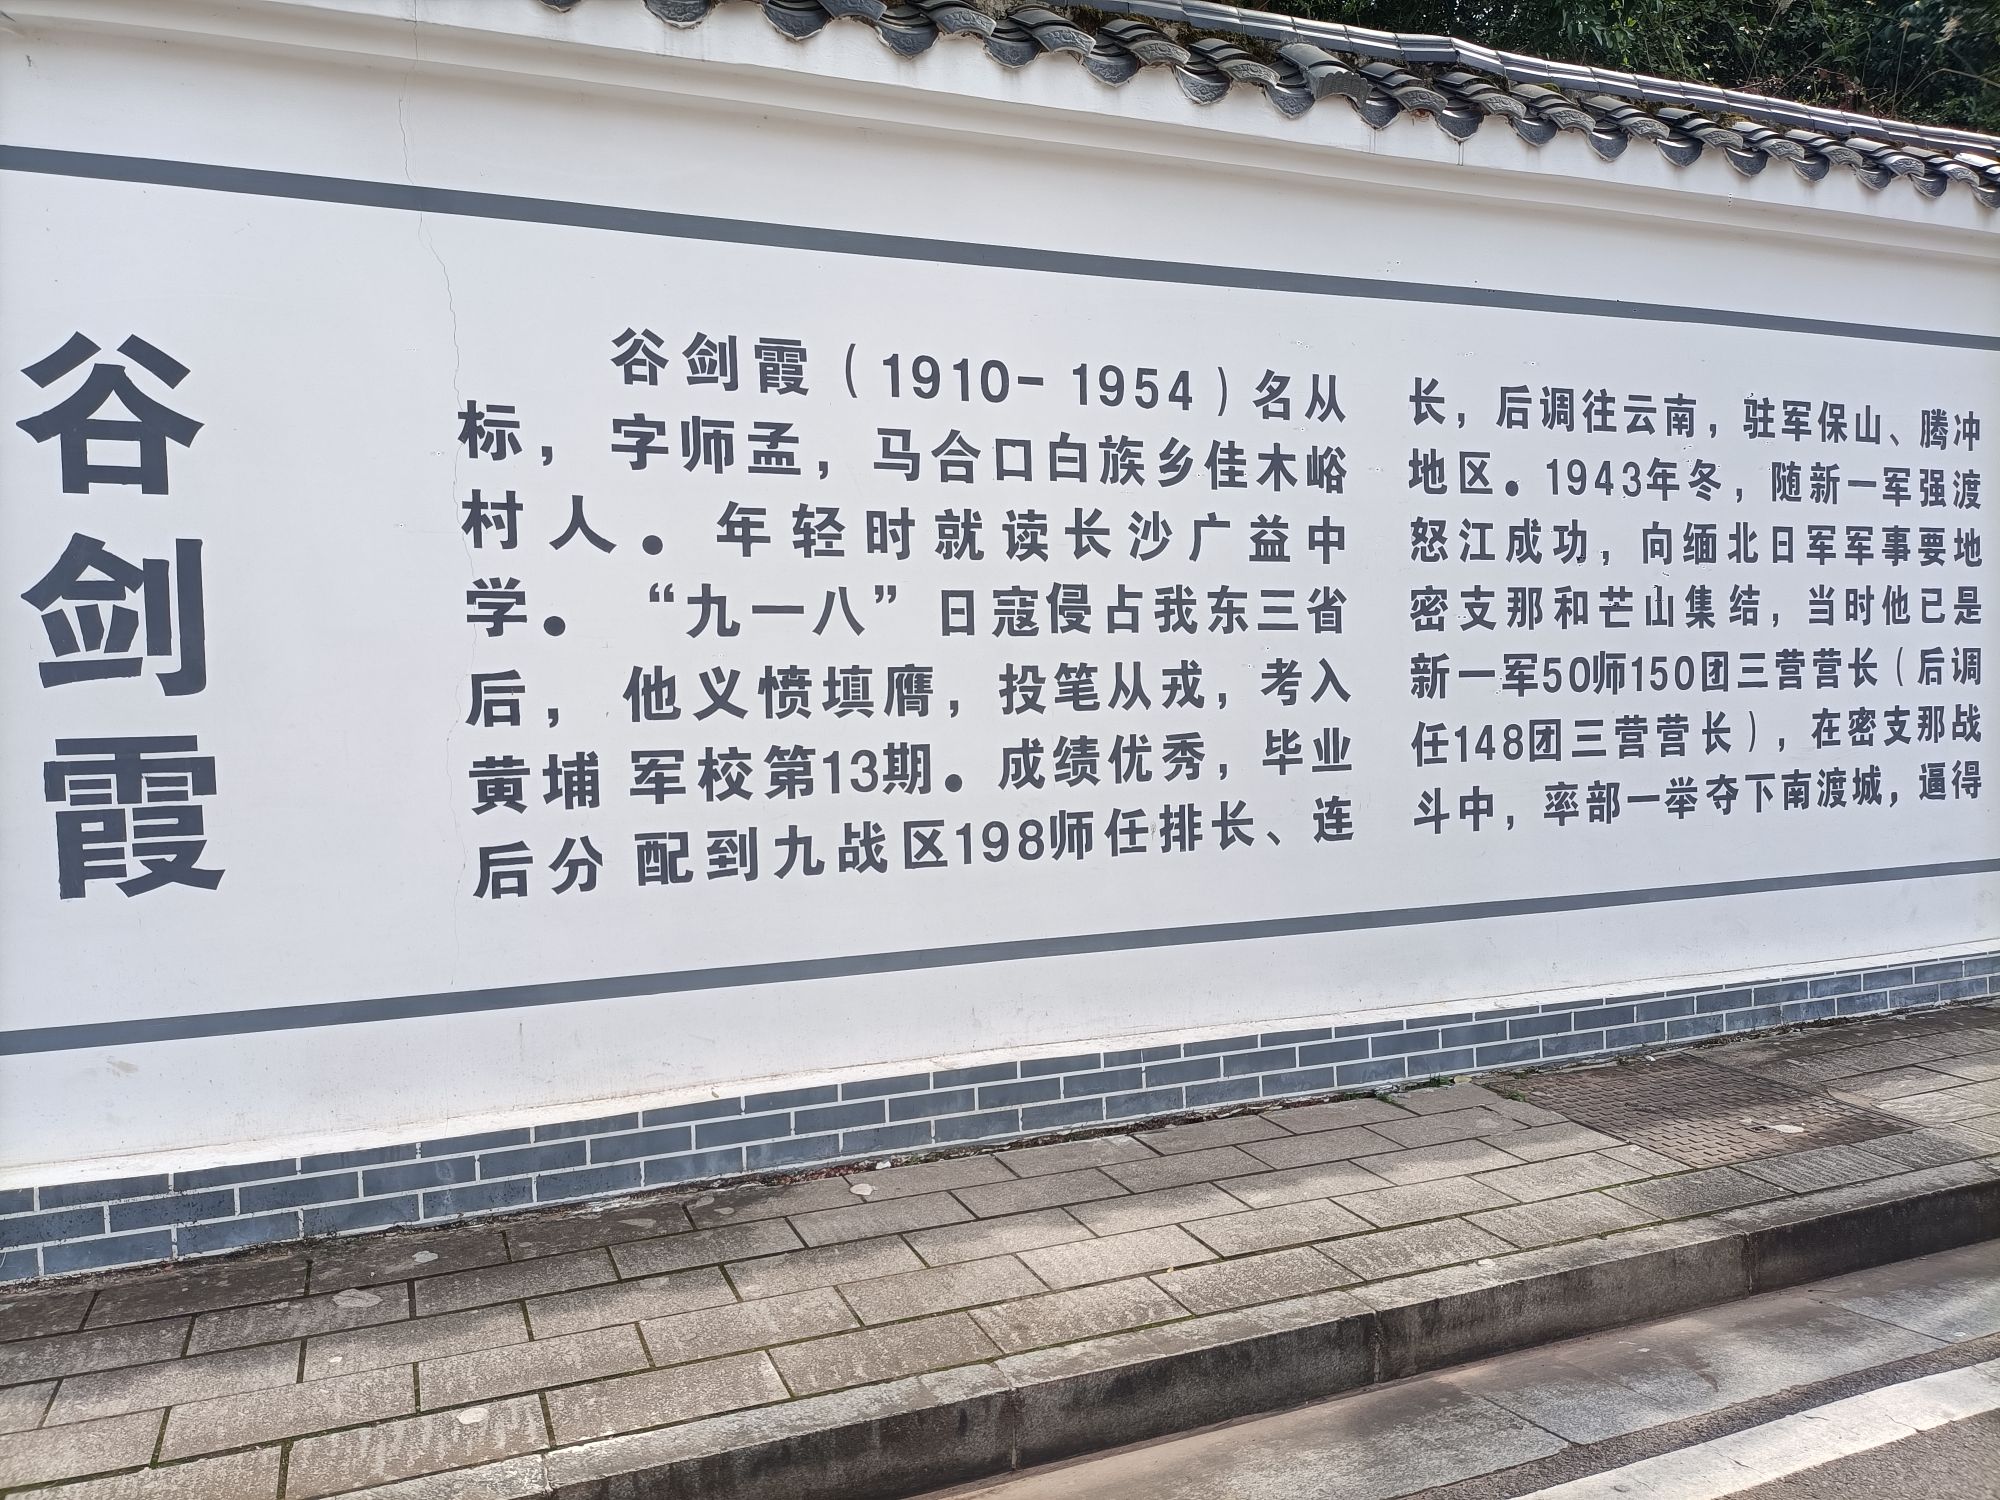 谷剑霞
谷剑霞（1910-1954）名从
标，字师孟，马合口白族乡佳木峪
村人。年轻时就读长沙广益中
学。“九一八”日寇侵占我东三省
后，他义愤填膺，投笔从戎，考入
黄埔军校第13期。成绩优秀，毕业
后分配到九战区198师任排长、连
长，后调往云南，驻军保山、腾冲
地区。1943年冬，随新一军强渡
怒江成功，向缅北日军军事要地
密支那和芒山集结，当时他已是
新一军50师150团三营营长（后调
任148团三营营长），在密支那战
斗中，率部一举夺下南渡城，逼得